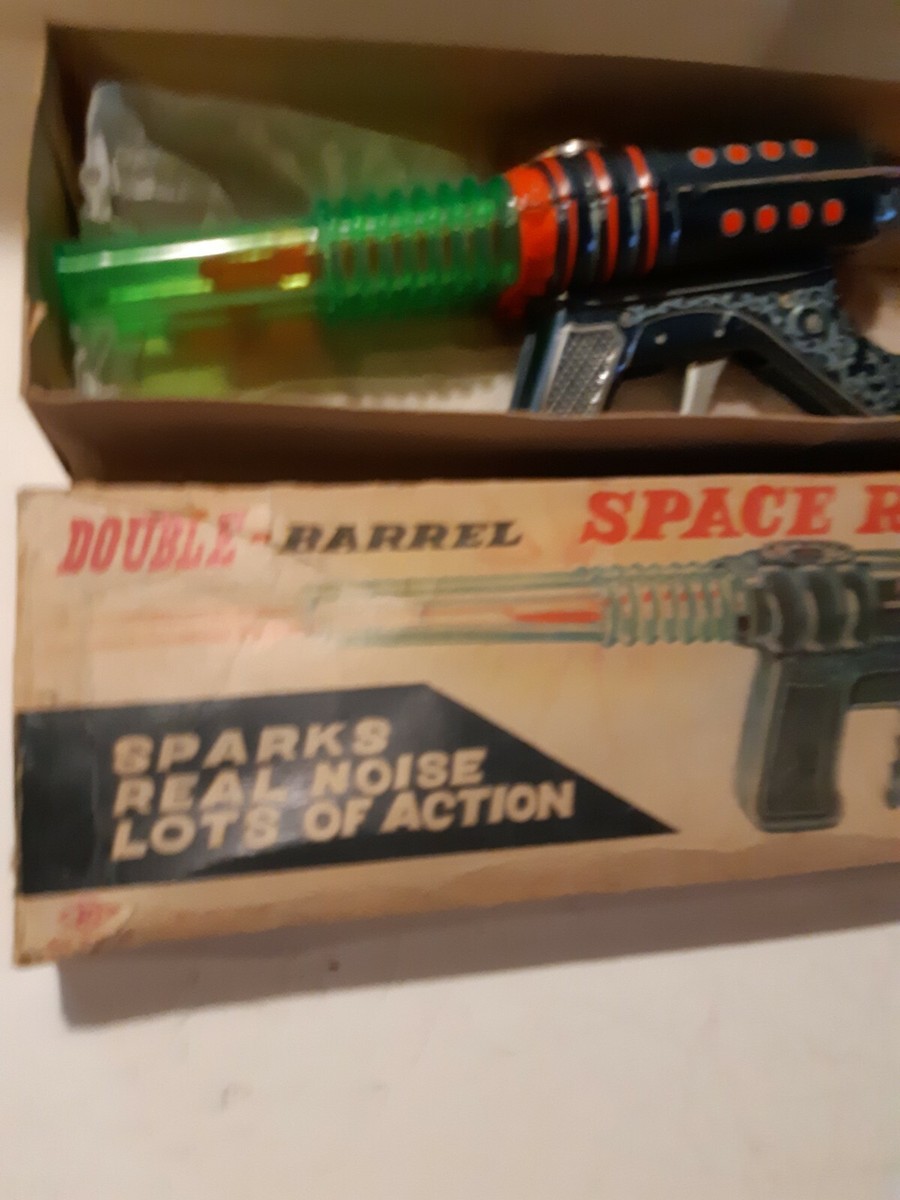 DOUBLE - BARREL SPACE R
SPARKS
REAL NOISE
LOTS OF ACTION